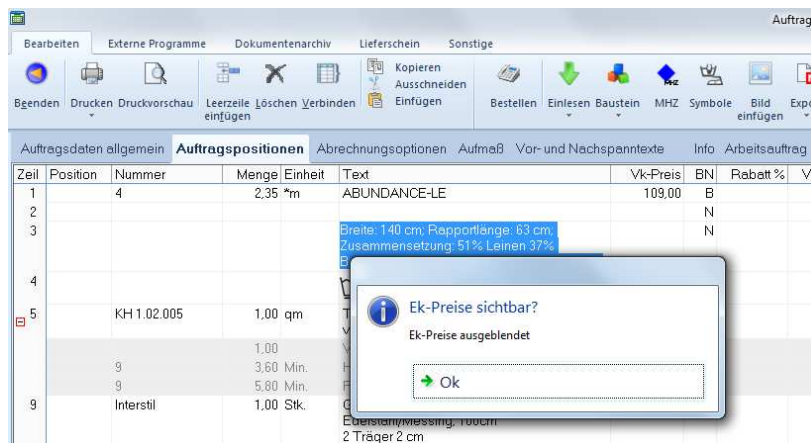 Auftrag
Bearbeiten Externe Programme Dokumentenarchiv Lieferschein Sonstige
Kopieren
Ausschneiden
Einfügen
Beenden Drucken Druckvorschau Leerzeile einfügen Löschen Verbinden Bestellen Einlesen Baustein MHZ Symbole Bild einfügen
Auftragsdaten allgemein Auftragspositionen Abrechnungsoptionen Aufmaß Vor- und Nachspanntexte Info Arbeitsauftrag
Zeil Position Nummer Menge Einheit Text Vk-Preis BN Rabatt %
1 4 2,35 *m ABUNDANCE-LE 109,00 B
2 N
3 Breite: 140 cm; Rapportlänge: 63 cm; N
Zusammensetzung: 51% Leinen 37%
4
Ek-Preise sichtbar?
5 KH 1.02.005 1,00 qm
Ek-Preise ausgeblendet
1,00
9 3,60 Min.
9 5,80 Min.
Ok
9 Interstil 1,00 Stk.
Edelstahl/Messing, 100cm
2 Träger 2 cm